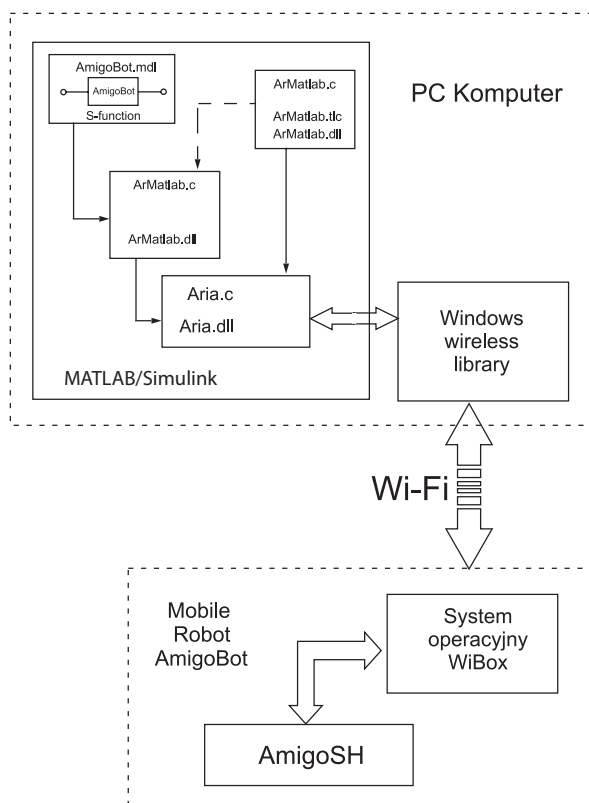 AmigoBot.mdl
AmigoBot
S-function
ArMatlab.c
ArMatlab.tlc
ArMatlab.dll
PC Komputer
ArMatlab.c
ArMatlab.dll
Aria.c
Aria.dll
MATLAB/Simulink
Windows
wireless
library
Wi-Fi
Mobile
Robot
AmigoBot
System
operacyjny
WiBox
AmigoSH